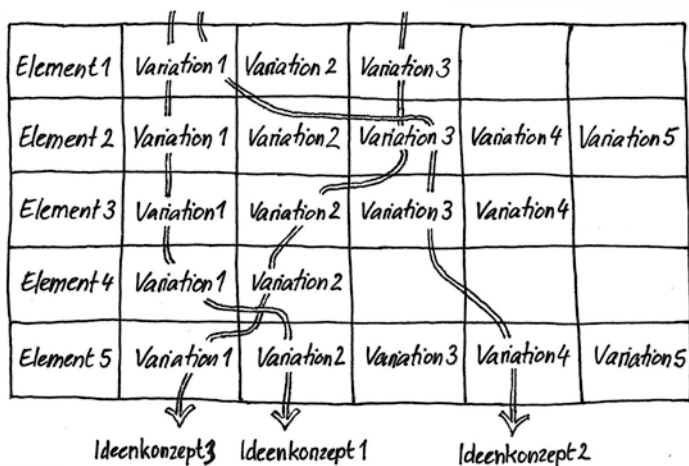 Element 1 Variation 1 Variation 2 Variation 3
Element 2 Variation 1 Variation 2 Variation 3 Variation 4 Variation 5
Element 3 Variation 1 Variation 2 Variation 3 Variation 4
Element 4 Variation 1 Variation 2
Element 5 Variation 1 Variation 2 Variation 3 Variation 4 Variation 5
Ideenkonzept 3 Ideenkonzept 1 Ideenkonzept 2